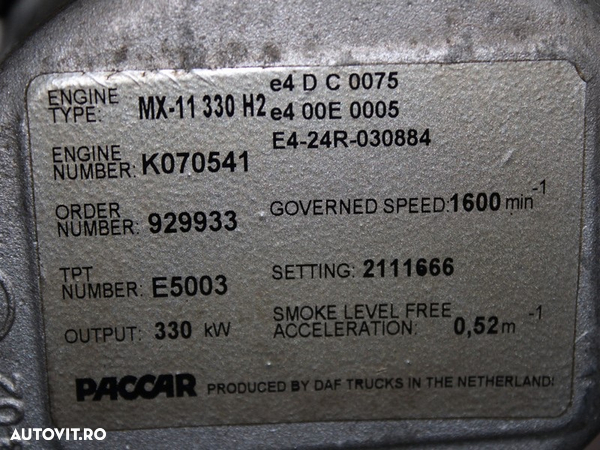 ENGINE TYPE: MX-11 330 H2
e4 D C 0075
e4 00E 0005
E4-24R-030884
ENGINE NUMBER: K070541
ORDER NUMBER: 929933
GOVERNED SPEED: 1600 min-1
TPT NUMBER: E5003
SETTING: 2111666
OUTPUT: 330 kW
SMOKE LEVEL FREE ACCELERATION: 0,52 m-1
PACCAR PRODUCED BY DAF TRUCKS IN THE NETHERLANDS
AUTOVIT.RO